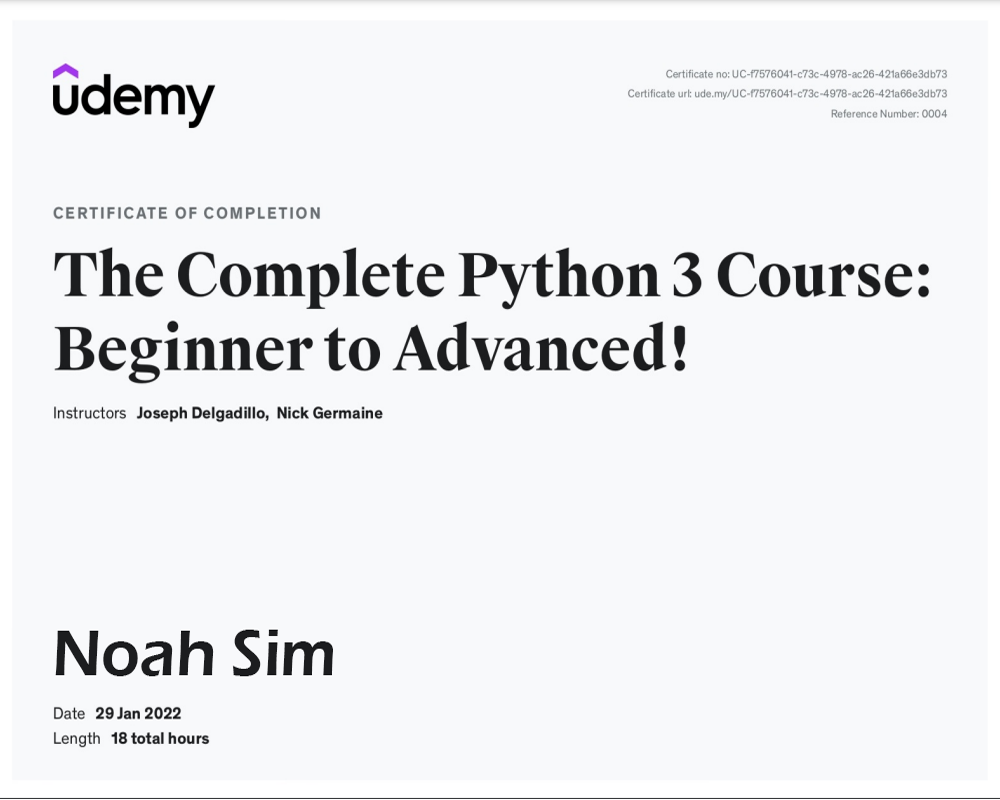 udemy
Certificate no: UC-f7576041-c73c-4978-ac26-421a66e3db73
Certificate url: ude.my/UC-f7576041-c73c-4978-ac26-421a66e3db73
Reference Number: 0004
CERTIFICATE OF COMPLETION
The Complete Python 3 Course:
Beginner to Advanced!
Instructors Joseph Delgadillo, Nick Germaine
Noah Sim
Date 29 Jan 2022
Length 18 total hours